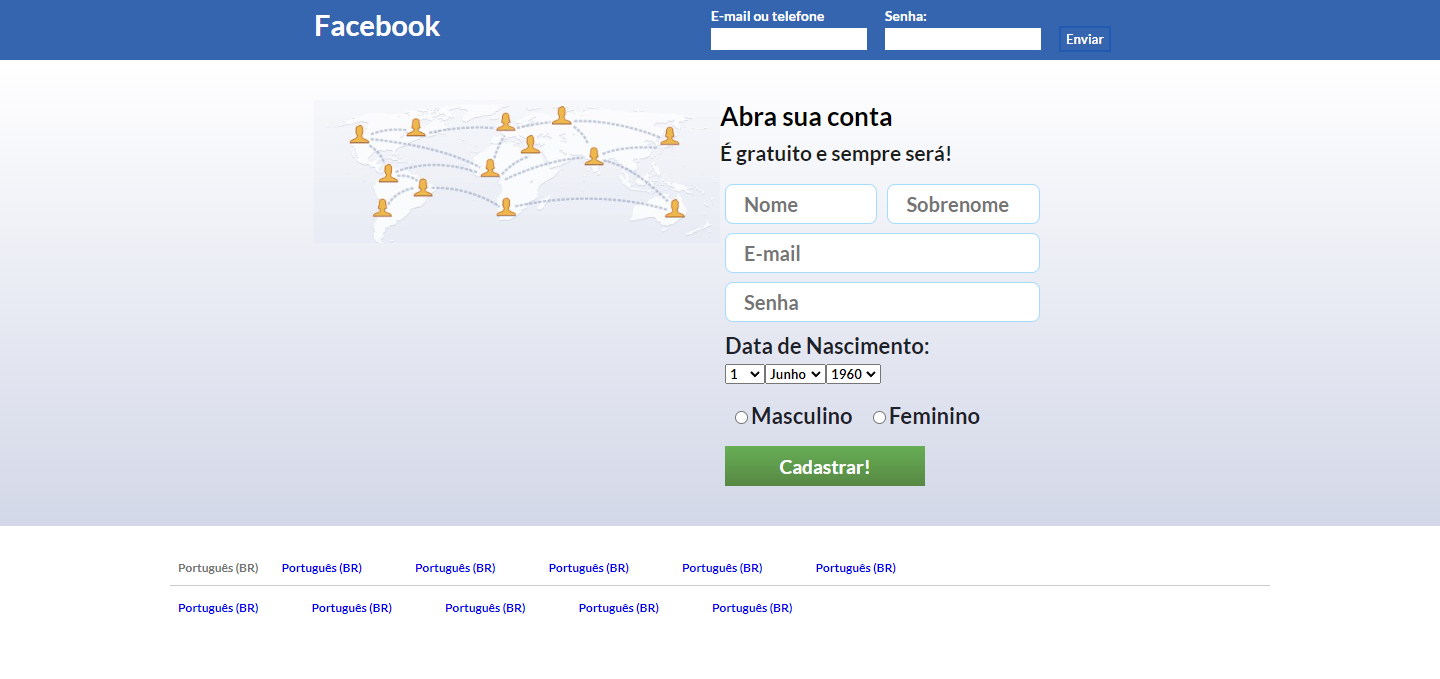 Facebook
E-mail ou telefone
Senha:
Enviar
Abra sua conta
É gratuito e sempre será!
Nome Sobrenome
E-mail
Senha
Data de Nascimento:
1 Junho 1960
Masculino Feminino
Cadastrar!
Português (BR) Português (BR) Português (BR) Português (BR) Português (BR) Português (BR)
Português (BR) Português (BR) Português (BR) Português (BR) Português (BR)